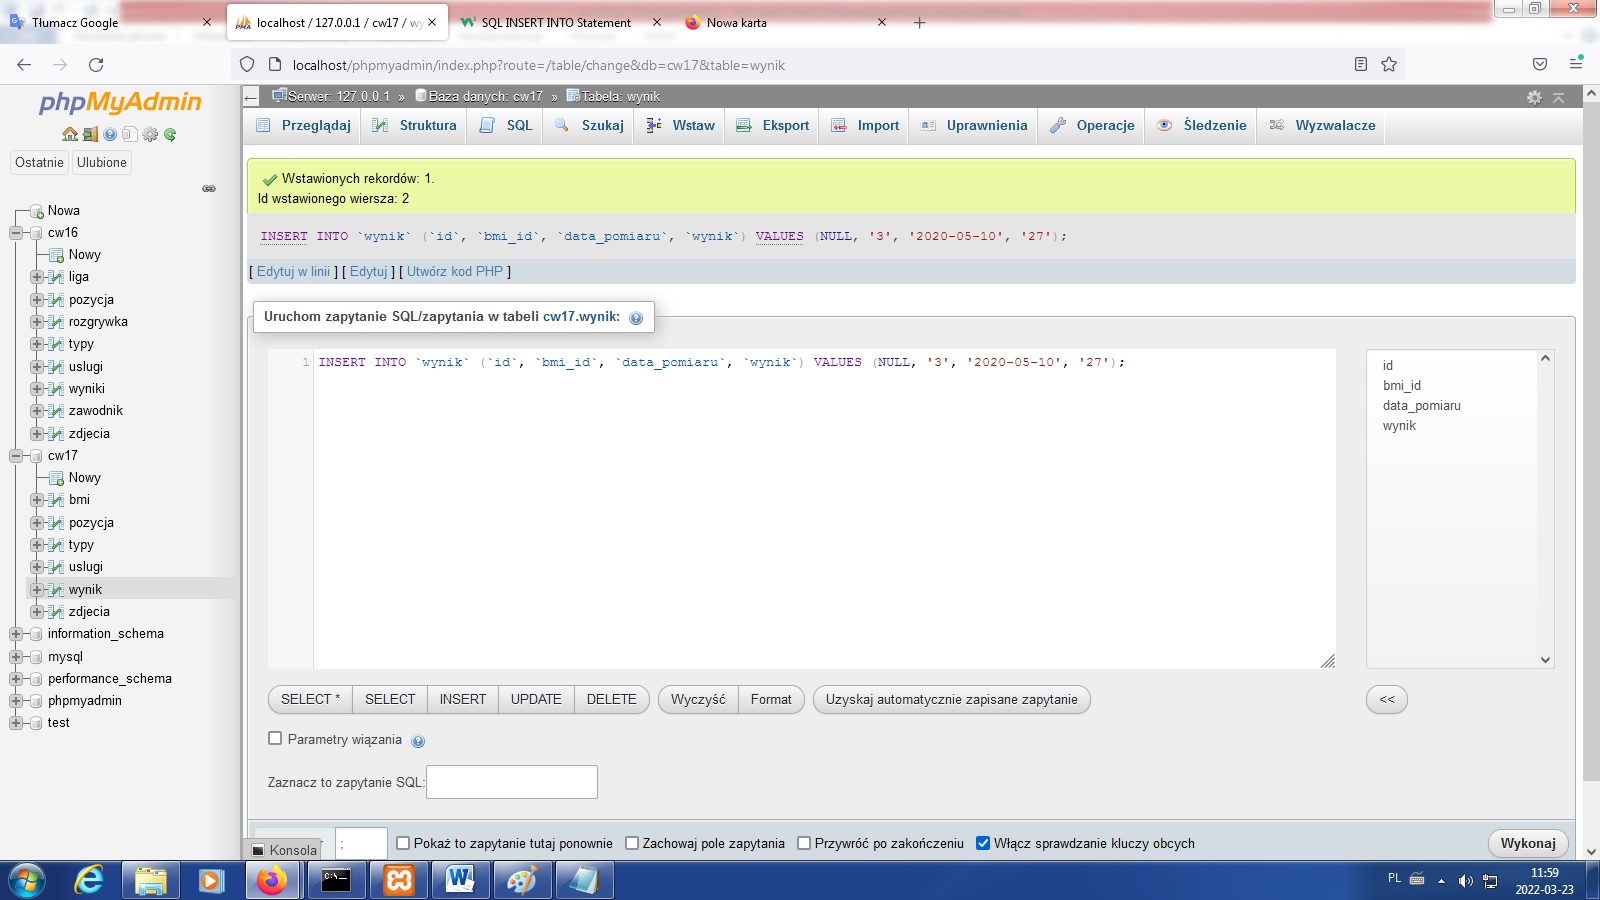 Tłumacz Google
localhost / 127.0.0.1 / cw17 / wy
SQL INSERT INTO Statement
Nowa karta
localhost/phpmyadmin/index.php?route=/table/change&db=cw17&table=wynik
phpMyAdmin
Ostatnie
Ulubione
Nowa
cw16
Nowy
liga
pozycja
rozgrywka
typy
uslugi
wyniki
zawodnik
zdjecia
cw17
Nowy
bmi
pozycja
typy
uslugi
wynik
zdjecia
information_schema
mysql
performance_schema
phpmyadmin
test
Serwer: 127.0.0.1 » Baza danych: cw17 » Tabela: wynik
Przeglądaj Struktura SQL Szukaj Wstaw Eksport Import Uprawnienia Operacje Śledzenie Wyzwalacze
Wstawionych rekordów: 1.
Id wstawionego wiersza: 2
INSERT INTO `wynik` (`id`, `bmi_id`, `data_pomiaru`, `wynik`) VALUES (NULL, '3', '2020-05-10', '27');
[ Edytuj w linii ] [ Edytuj ] [ Utwórz kod PHP ]
Uruchom zapytanie SQL/zapytania w tabeli cw17.wynik:
1 INSERT INTO `wynik` (`id`, `bmi_id`, `data_pomiaru`, `wynik`) VALUES (NULL, '3', '2020-05-10', '27');
id
bmi_id
data_pomiaru
wynik
SELECT * SELECT INSERT UPDATE DELETE Wyczyść Format Uzyskaj automatycznie zapisane zapytanie <<
Parametry wiązania
Zaznacz to zapytanie SQL:
; Pokaż to zapytanie tutaj ponownie Zachowaj pole zapytania Przywróć po zakończeniu Włącz sprawdzanie kluczy obcych Wykonaj
Konsola
PL
11:59
2022-03-23